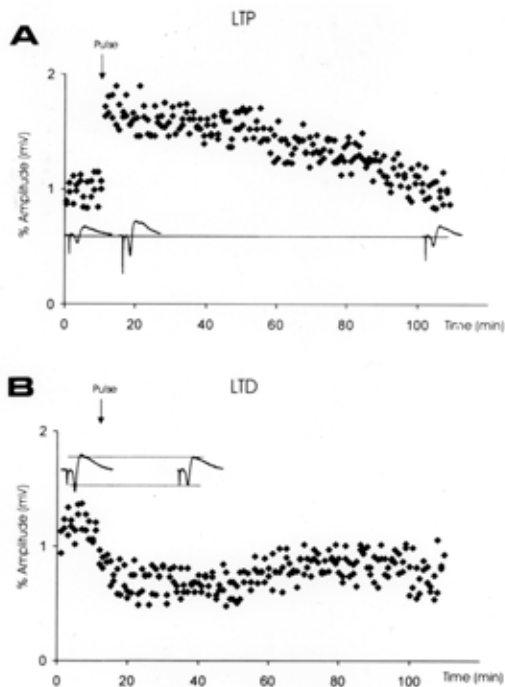 LTP
A
Pulse
2
1
0
% Amplitude (mV)
0 20 40 60 80 100 Time (min)
B
Pulse
LTD
2
1
0
% Amplitude (mV)
0 20 40 60 80 100 Time (min)